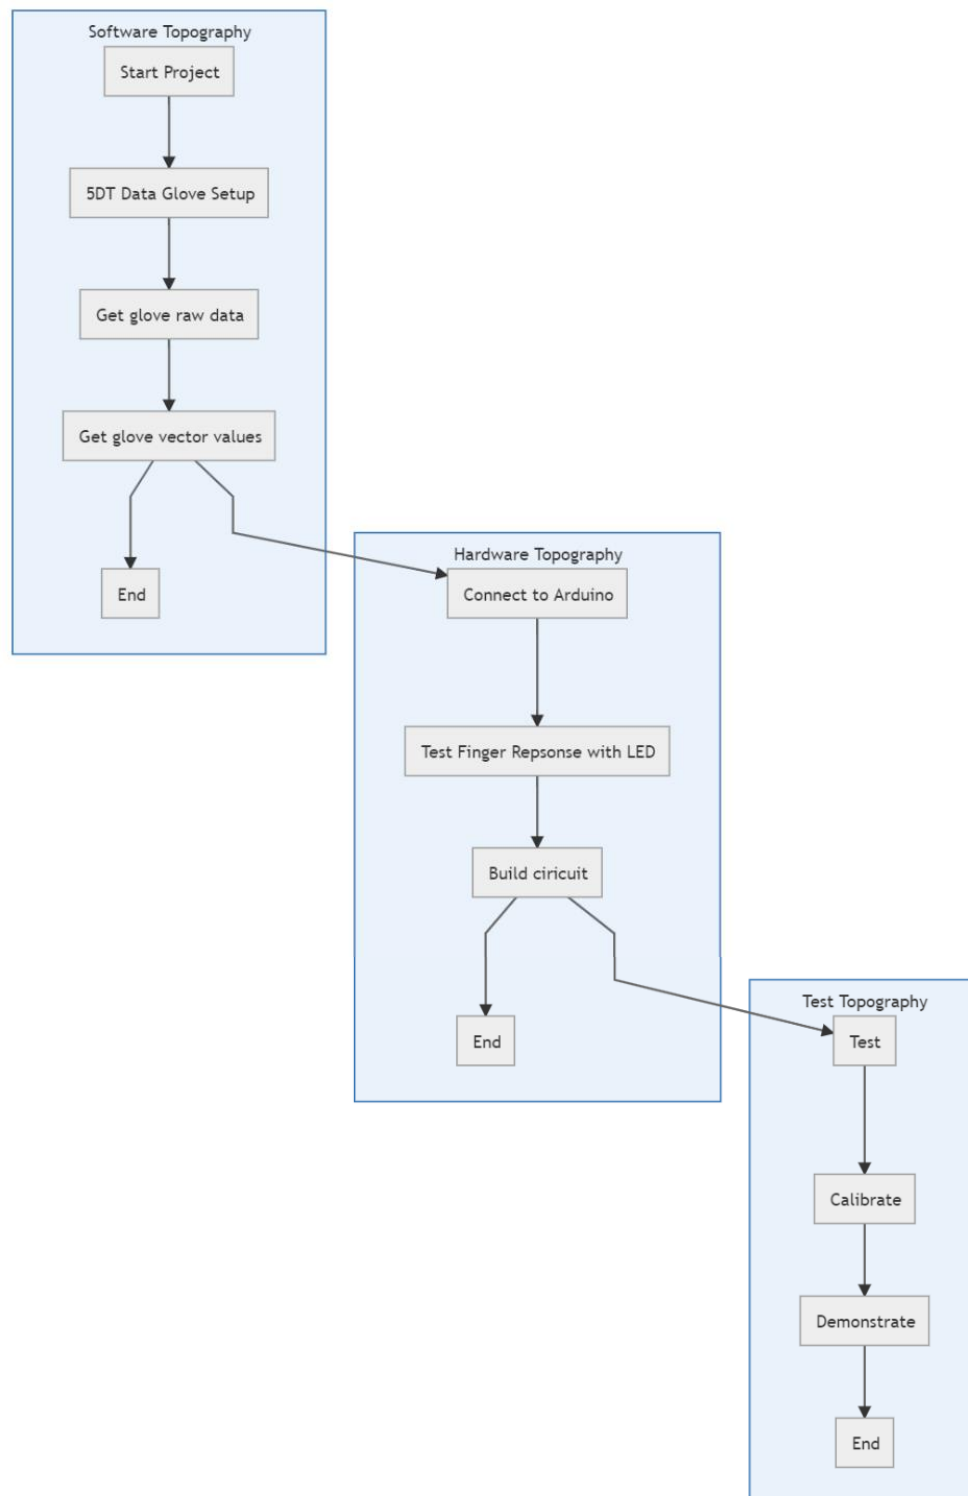 Software Topography
Start Project
5DT Data Glove Setup
Get glove raw data
Get glove vector values
End
Hardware Topography
Connect to Arduino
Test Finger Repsonse with LED
Build ciricuit
End
Test Topography
Test
Calibrate
Demonstrate
End